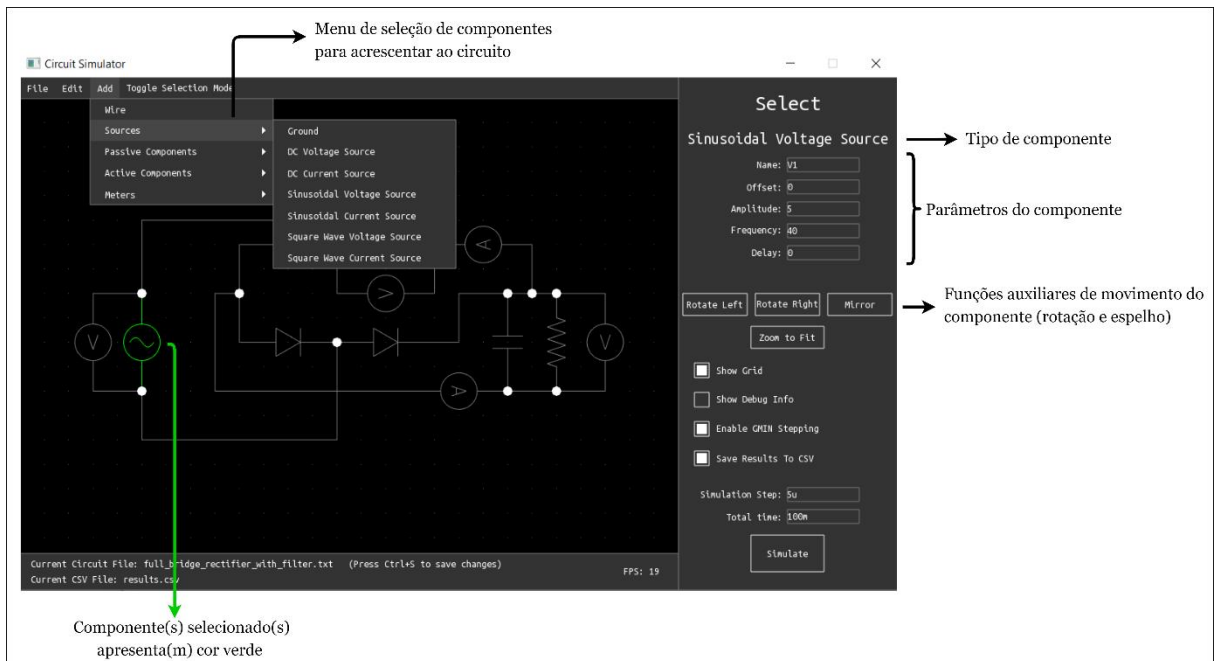 Menu de seleção de componentes
para acrescentar ao circuito
Circuit Simulator
File Edit Add Toggle Selection Mode
Wire
Sources
Passive Components
Active Components
Meters
Ground
DC Voltage Source
DC Current Source
Sinusoidal Voltage Source
Sinusoidal Current Source
Square Wave Voltage Source
Square Wave Current Source
A
V
V
V
A
Select
Sinusoidal Voltage Source
Name: V1
Offset: 0
Amplitude: 5
Frequency: 40
Delay: 0
Rotate Left Rotate Right Mirror
Zoom to Fit
Show Grid
Show Debug Info
Enable GMIN Stepping
Save Results To CSV
Simulation Step: 5u
Total time: 100m
Simulate
Tipo de componente
Parâmetros do componente
Funções auxiliares de movimento do
componente (rotação e espelho)
Current Circuit File: full_bridge_rectifier_with_filter.txt (Press Ctrl+S to save changes)
Current CSV File: results.csv
FPS: 19
Componente(s) selecionado(s)
apresenta(m) cor verde